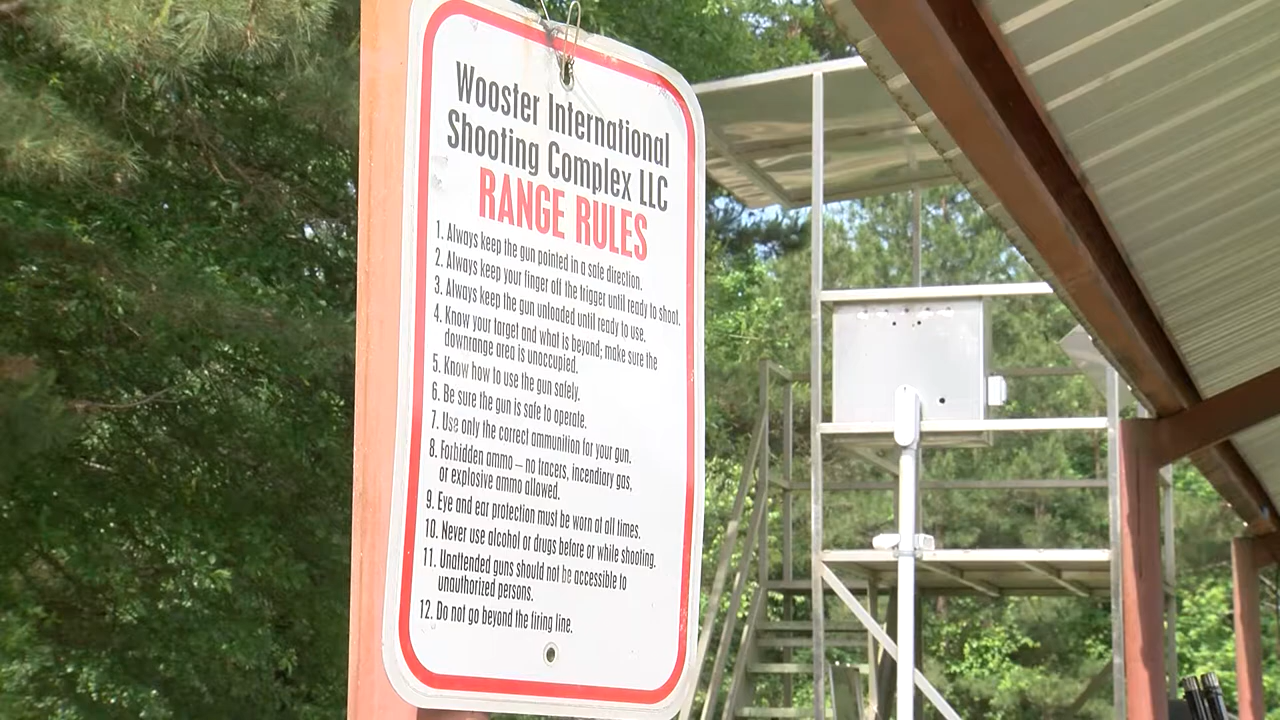 Wooster International
Shooting Complex LLC
RANGE RULES
1. Always keep the gun pointed in a safe direction.
2. Always keep your finger off the trigger until ready to shoot.
3. Always keep the gun unloaded until ready to use.
4. Know your target and what is beyond; make sure the
downrange area is unoccupied.
5. Know how to use the gun safely.
6. Be sure the gun is safe to operate.
7. Use only the correct ammunition for your gun.
8. Forbidden ammo – no tracers, incendiary gas,
or explosive ammo allowed.
9. Eye and ear protection must be worn at all times.
10. Never use alcohol or drugs before or while shooting.
11. Unattended guns should not be accessible to
unauthorized persons.
12. Do not go beyond the firing line.